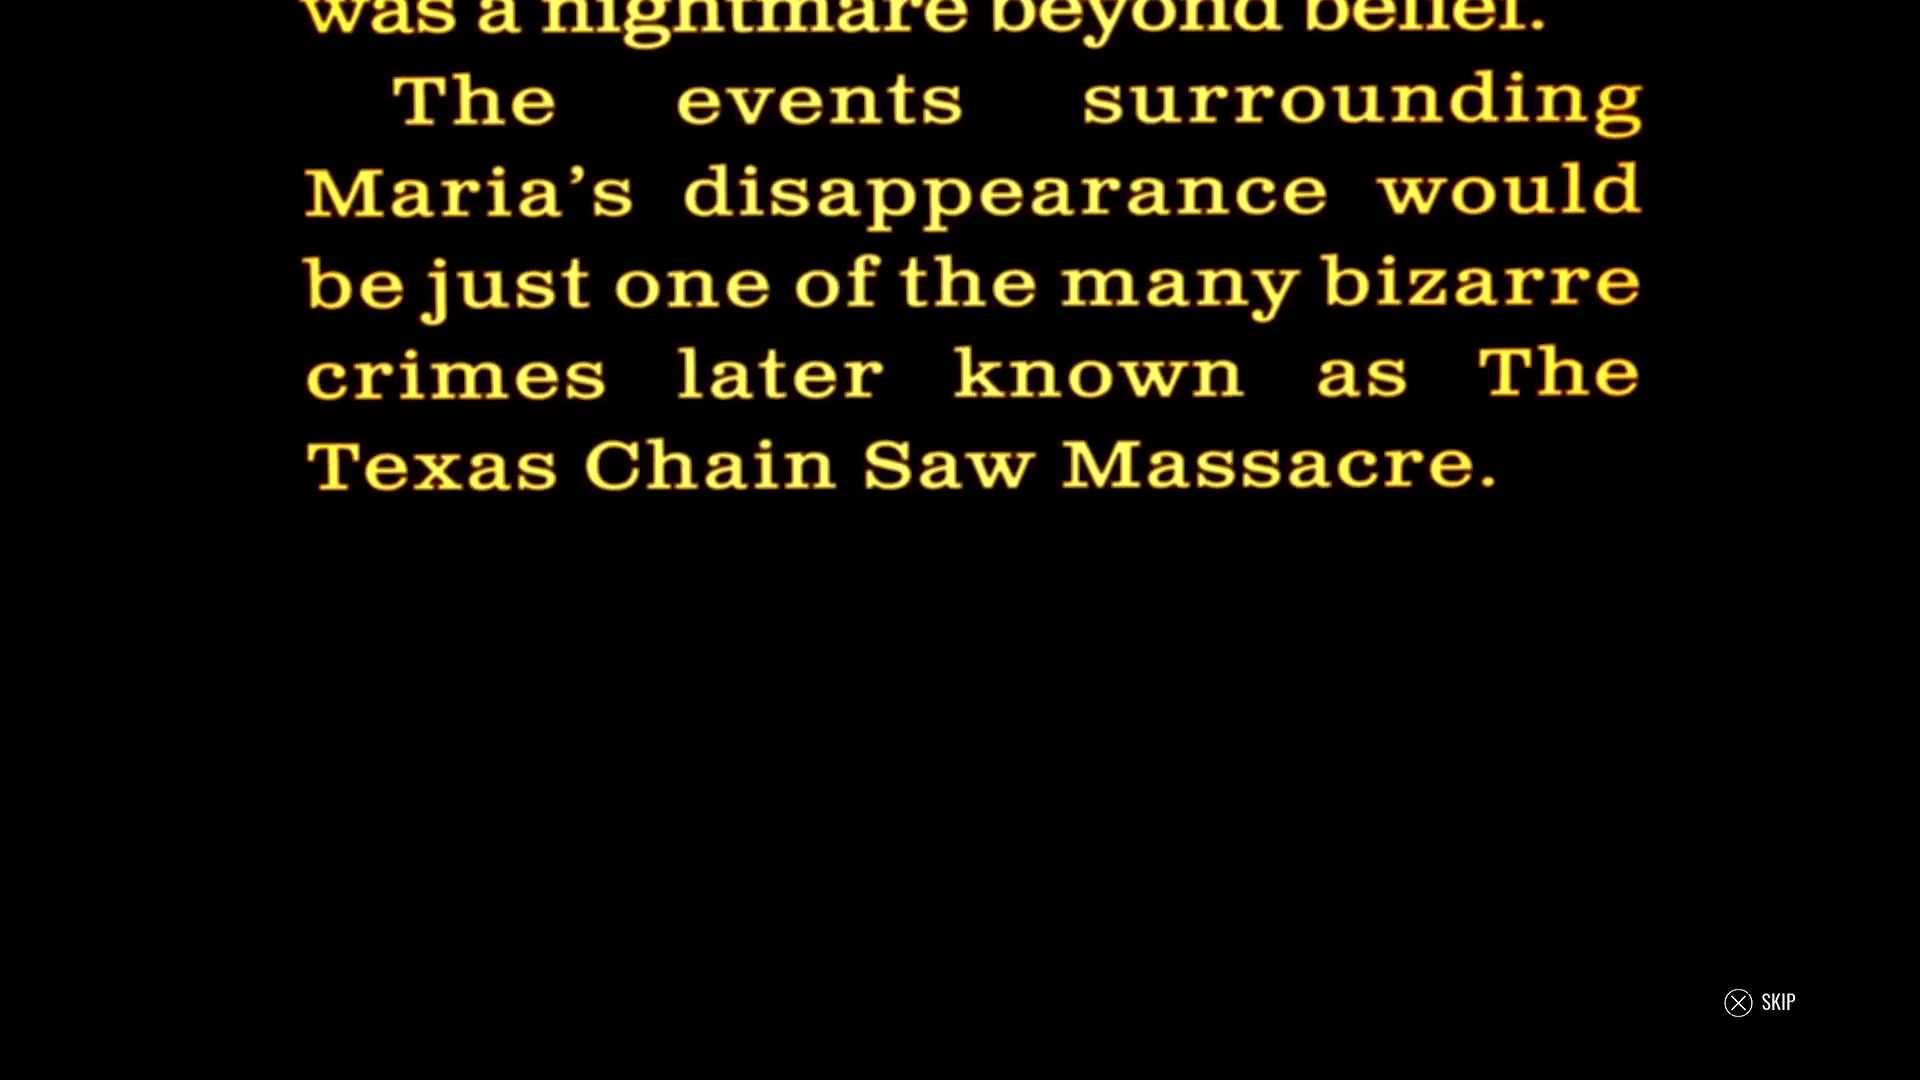 was a nightmare beyond belief.
The events surrounding
Maria’s disappearance would
be just one of the many bizarre
crimes later known as The
Texas Chain Saw Massacre.
SKIP